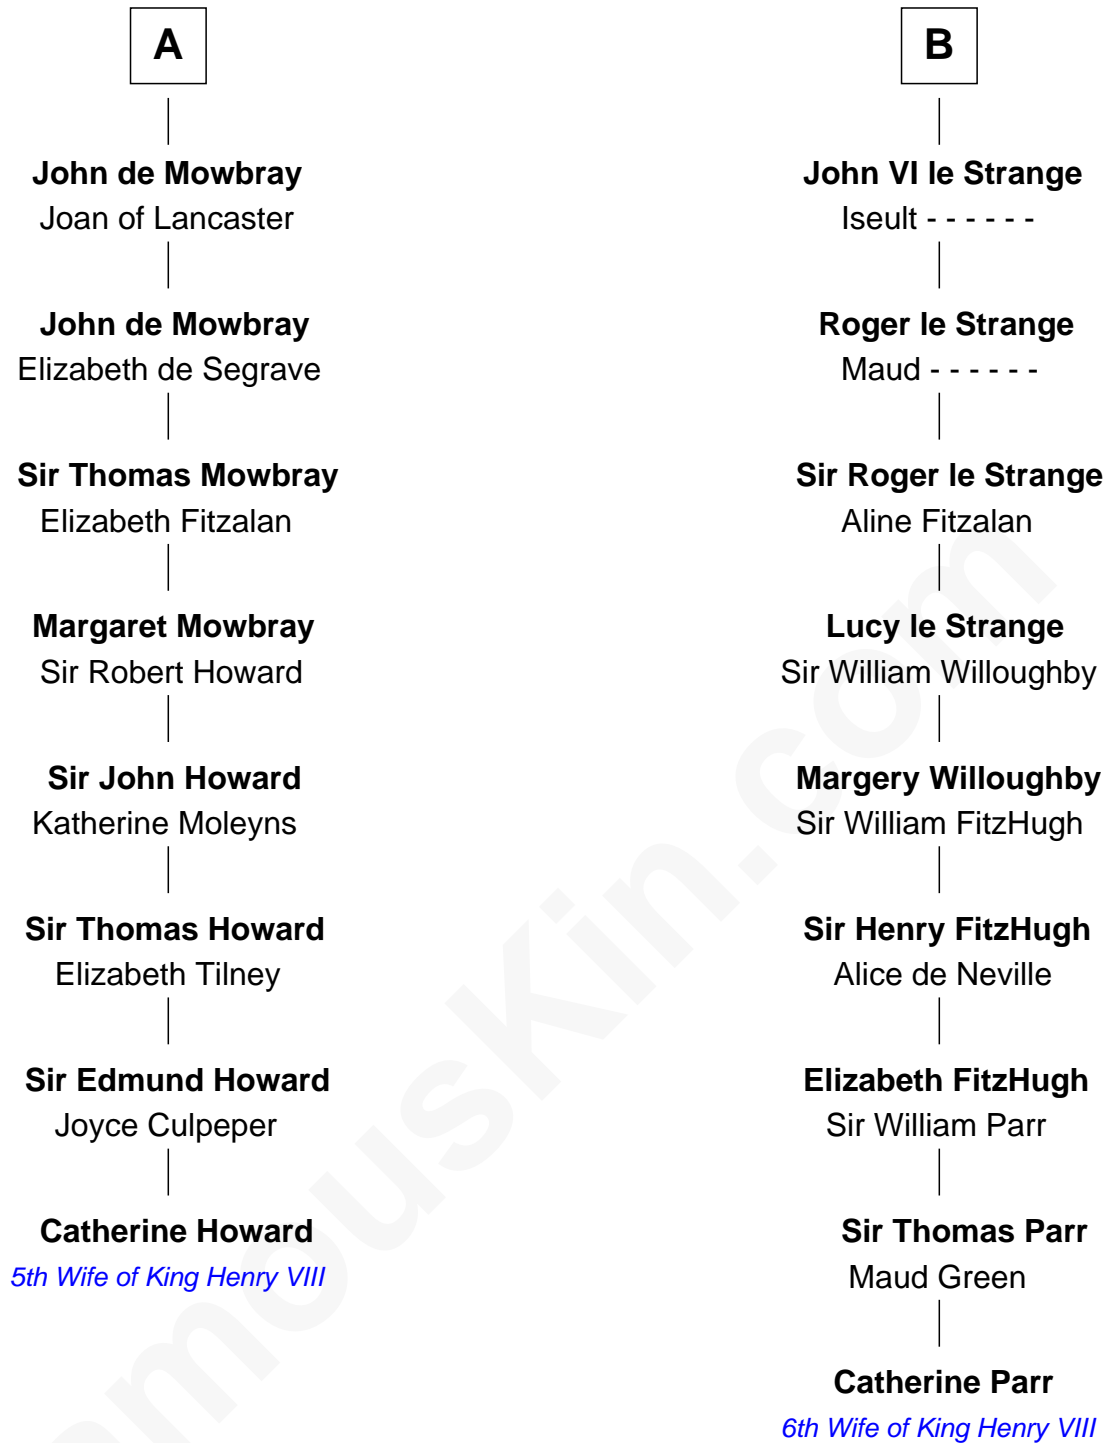 A
John de Mowbray
Joan of Lancaster
John de Mowbray
Elizabeth de Segrave
Sir Thomas Mowbray
Elizabeth Fitzalan
Margaret Mowbray
Sir Robert Howard
Sir John Howard
Katherine Moleyns
Sir Thomas Howard
Elizabeth Tilney
Sir Edmund Howard
Joyce Culpeper
Catherine Howard
5th Wife of King Henry VIII
B
John VI le Strange
Iseult - - - - - -
Roger le Strange
Maud - - - - - -
Sir Roger le Strange
Aline Fitzalan
Lucy le Strange
Sir William Willoughby
Margery Willoughby
Sir William FitzHugh
Sir Henry FitzHugh
Alice de Neville
Elizabeth FitzHugh
Sir William Parr
Sir Thomas Parr
Maud Green
Catherine Parr
6th Wife of King Henry VIII
amousKin.com